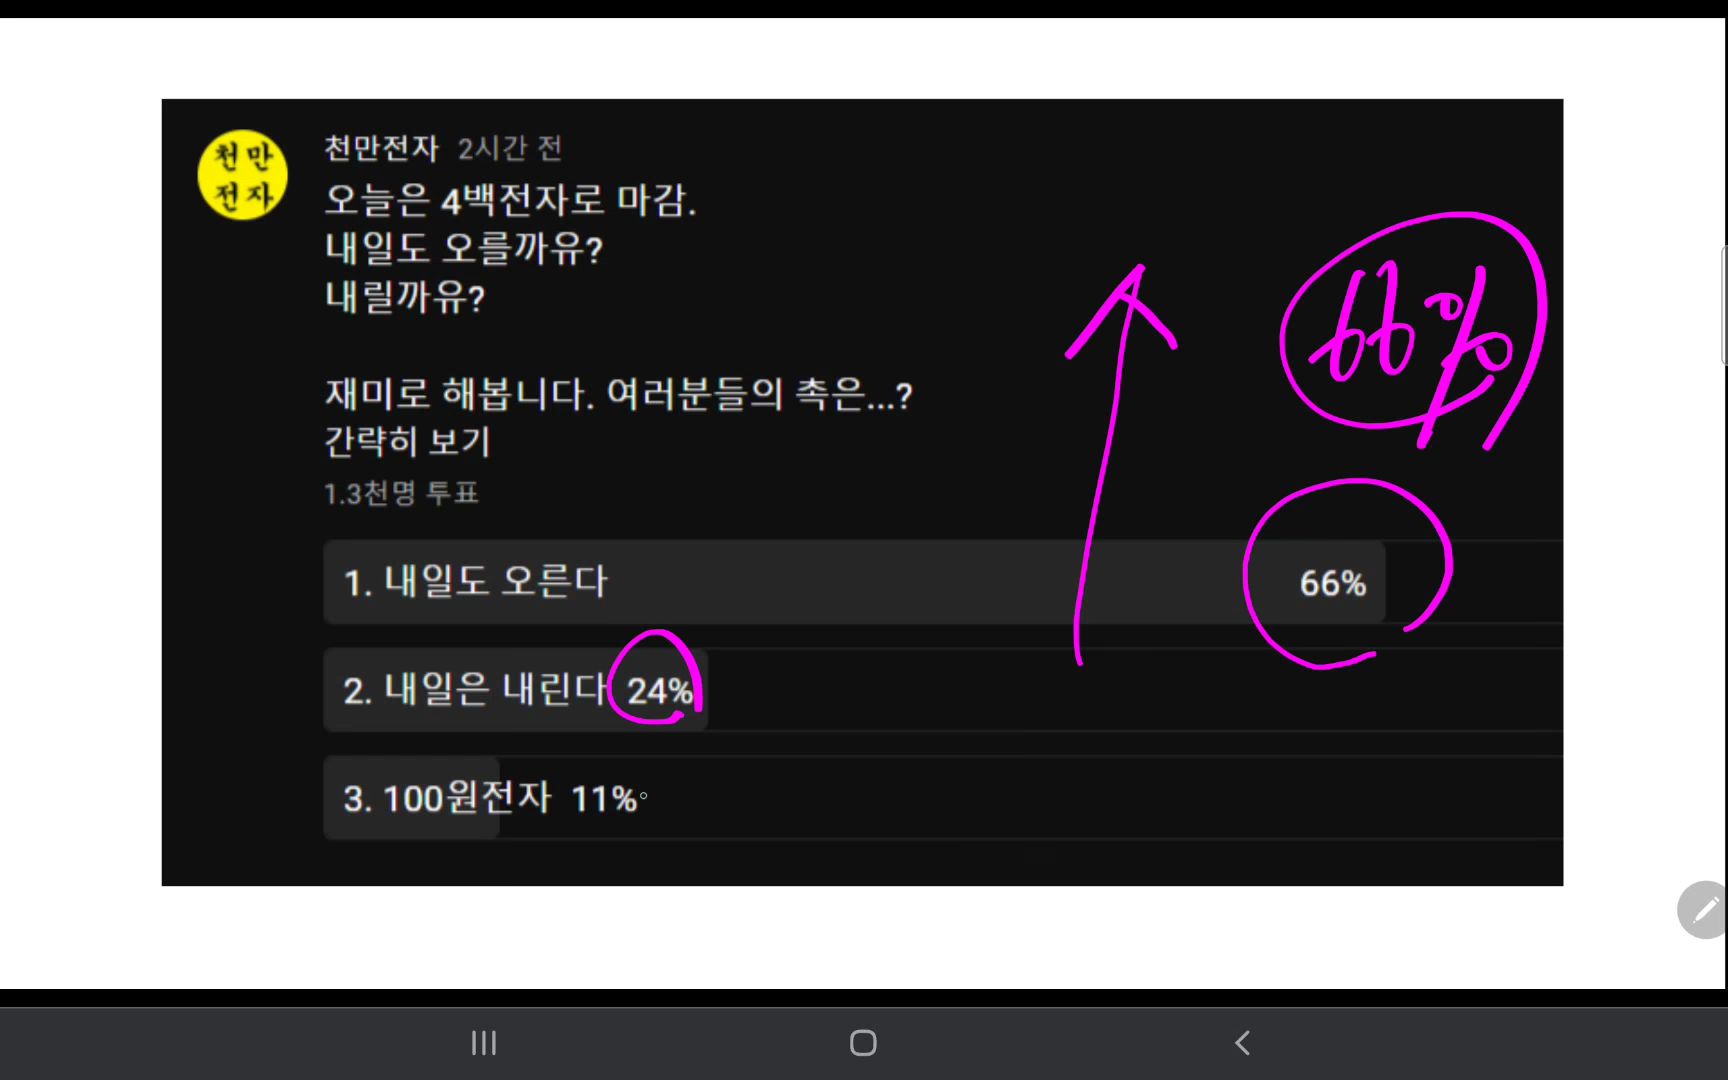 천만
전자
천만전자 2시간 전
오늘은 4백전자로 마감.
내일도 오를까유?
내릴까유?
재미로 해봅니다. 여러분들의 촉은...?
간략히 보기
1.3천명 투표
66%
1. 내일도 오른다 66%
2. 내일은 내린다 24%
3. 100원전자 11%